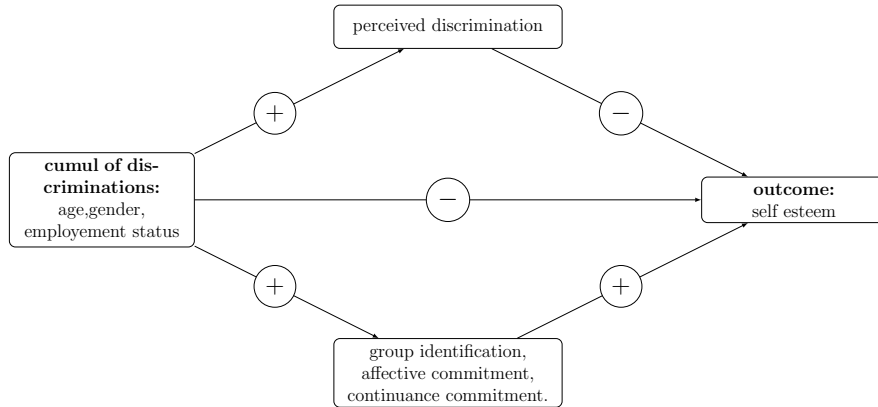 perceived discrimination
+
−
cumul of dis-
criminations:
age,gender,
employement status
−
outcome:
self esteem
+
+
group identification,
affective commitment,
continuance commitment.